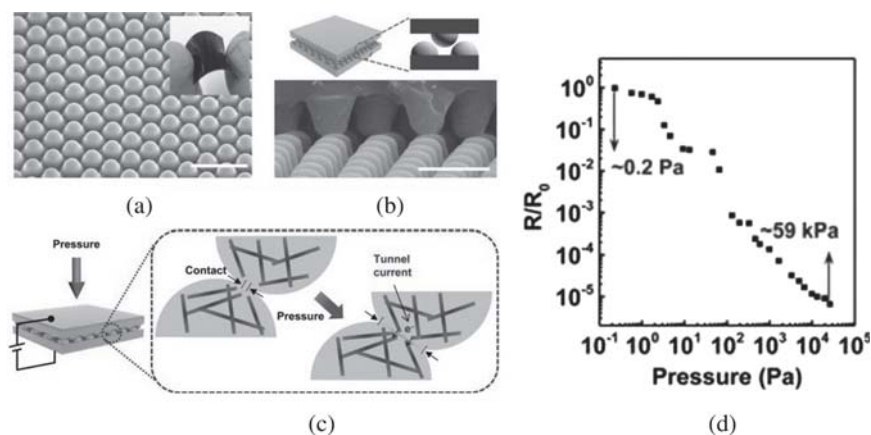 (a)
(b)
Pressure
Contact
Pressure
Tunnel
current
e⁻
(c)
R/R₀
10⁰
10⁻¹
10⁻²
10⁻³
10⁻⁴
10⁻⁵
~0.2 Pa
~59 kPa
10⁻¹ 10⁰ 10¹ 10² 10³ 10⁴ 10⁵
Pressure (Pa)
(d)